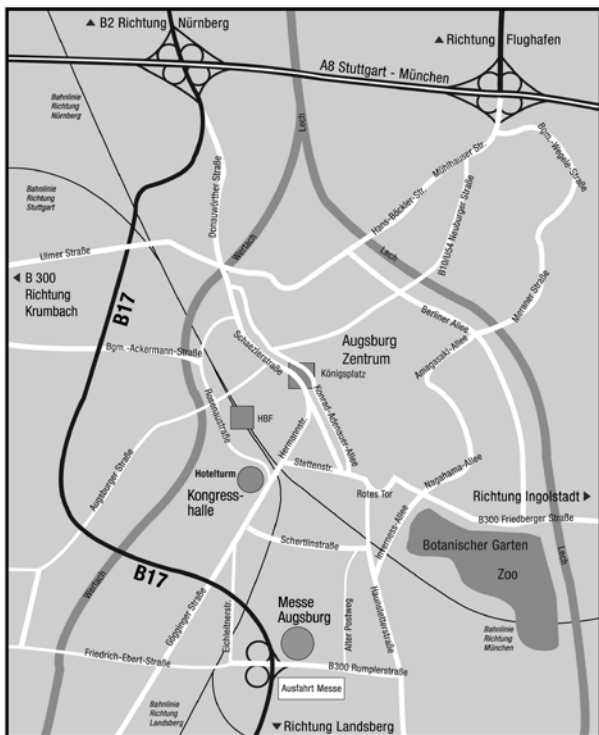 ▲ B2 Richtung Nürnberg
▲ Richtung Flughafen
A8 Stuttgart - München
Bahnlinie
Richtung
Nürnberg
Lech
Bgm.-Wegele-Straße
Mühlhauser Str.
Bahnlinie
Richtung
Stuttgart
Donauwörther Straße
Hans-Böckler-Str.
B10/U54 Neuburger Straße
Wertach
Lech
Ulmer Straße
◀ B 300
Richtung
Krumbach
B17
Berliner Allee
Meraner Straße
Bgm.-Ackermann-Straße
Schaezlerstraße
Augsburg
Zentrum
Königsplatz
Amagasaki-Allee
Rosenaustraße
HBF
Hermannstr.
Konrad-Adenauer-Allee
Augsburger Straße
Hotelturm
Kongress-
halle
Stettenstr.
Rotes Tor
Nagahama-Allee
Richtung Ingolstadt ▶
B300 Friedberger Straße
Schertlinstraße
Inverness-Allee
Botanischer Garten
Zoo
Lech
B17
Wertach
Gögginger Straße
Eichleitnerstr.
Messe
Augsburg
Alter Postweg
Haunstetterstraße
Bahnlinie
Richtung
München
Friedrich-Ebert-Straße
B300 Rumplerstraße
Ausfahrt Messe
Bahnlinie
Richtung
Landsberg
▼ Richtung Landsberg